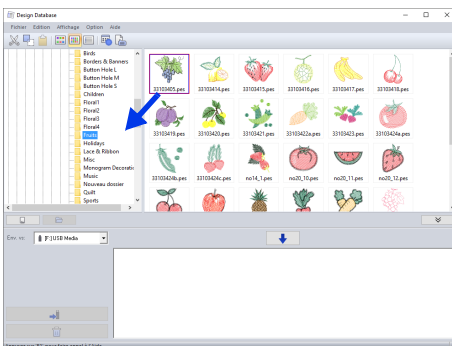 Design Database
Fichier Edition Affichage Option Aide
Birds
Borders & Banners
Button Hole L
Button Hole M
Button Hole S
Children
Floral1
Floral2
Floral3
Floral4
Fruits
Holidays
Lace & Ribbon
Misc
Monogram Decoratio
Music
Nouveau dossier
Quilt
Sports
33103405.pes 33103414.pes 33103415.pes 33103416.pes 33103417.pes 33103418.pes
33103419.pes 33103420.pes 33103421.pes 33103422a.pes 33103423.pes 33103424a.pes
33103424b.pes 33103424c.pes no14_1.pes no20_10.pes no20_11.pes no20_12.pes
Env. vs: [F:] USB Media